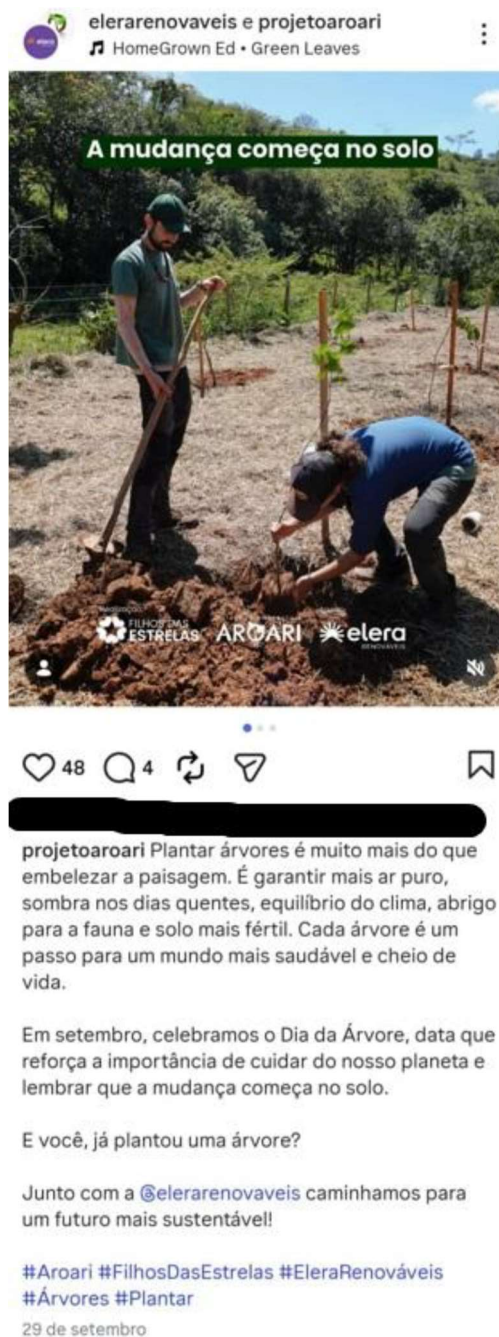 elerarenovaveis e projetoaroari
HomeGrown Ed • Green Leaves
A mudança começa no solo
FILHOS DAS
ESTRELAS
AROARI
elera
RENOVÁVEIS
48
4
projetoaroari Plantar árvores é muito mais do que
embelezar a paisagem. É garantir mais ar puro,
sombra nos dias quentes, equilíbrio do clima, abrigo
para a fauna e solo mais fértil. Cada árvore é um
passo para um mundo mais saudável e cheio de
vida.
Em setembro, celebramos o Dia da Árvore, data que
reforça a importância de cuidar do nosso planeta e
lembrar que a mudança começa no solo.
E você, já plantou uma árvore?
Junto com a @elerarenovaveis caminhamos para
um futuro mais sustentável!
#Aroari #FilhosDasEstrelas #EleraRenováveis
#Árvores #Plantar
29 de setembro